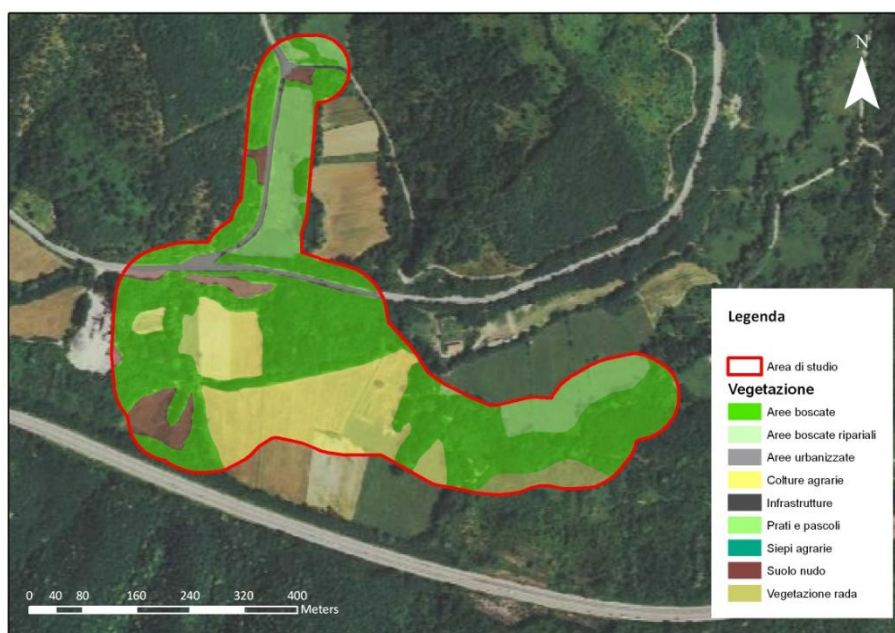 N
Legenda
Area di studio
Vegetazione
Aree boscate
Aree boscate ripariali
Aree urbanizzate
Colture agrarie
Infrastrutture
Prati e pascoli
Siepi agrarie
Suolo nudo
Vegetazione rada
0 40 80 160 240 320 400
Meters